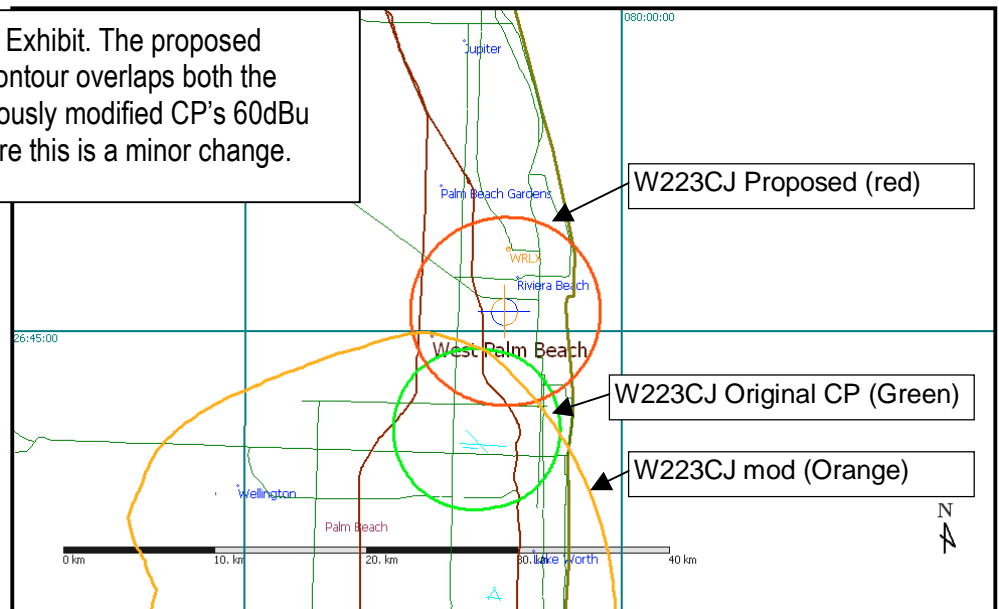 Exhibit. The proposed
ontour overlaps both the
ously modified CP's 60dBu
re this is a minor change.
080:00:00
Jupiter
Palm Beach Gardens
W223CJ Proposed (red)
WRLX
Riviera Beach
26:45:00
West Palm Beach
W223CJ Original CP (Green)
W223CJ mod (Orange)
Wellington
Palm Beach
N
0 km
10. km
20. km
30. km
Lake Worth
40 km